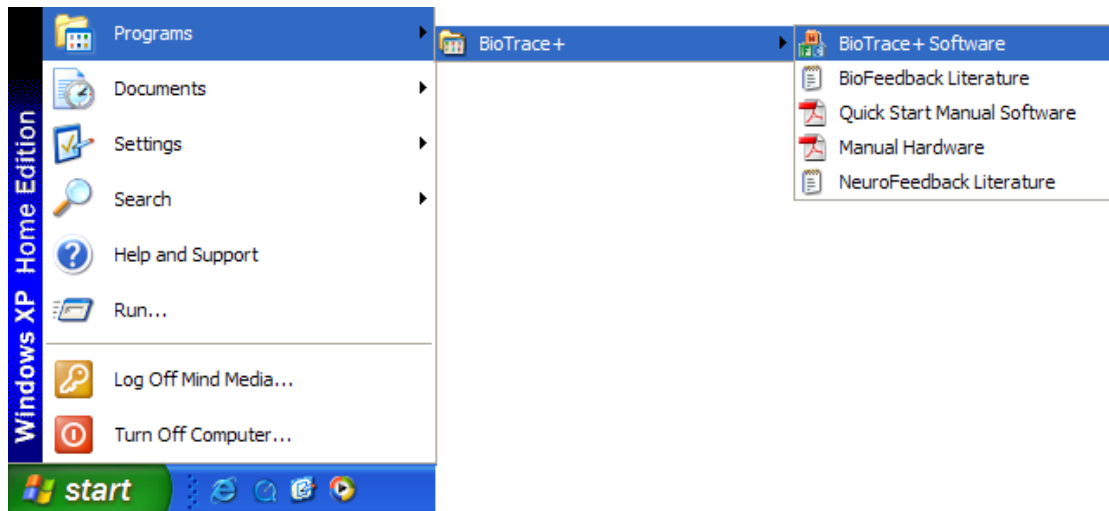 Windows XP Home Edition
Programs
Documents
Settings
Search
Help and Support
Run...
Log Off Mind Media...
Turn Off Computer...
start
BioTrace+
BioTrace+ Software
BioFeedback Literature
Quick Start Manual Software
Manual Hardware
NeuroFeedback Literature